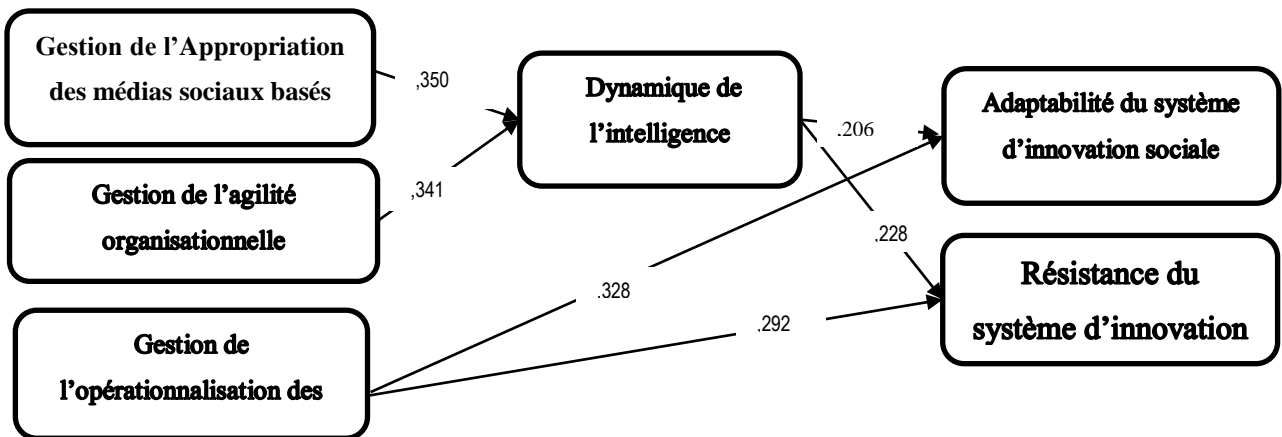 Gestion de l’Appropriation
des médias sociaux basés
,350
Gestion de l’agilité
organisationnelle
,341
Gestion de
l’opérationnalisation des
Dynamique de
l’intelligence
.206
,228
.328
,292
Adaptabilité du système
d’innovation sociale
Résistance du
système d’innovation